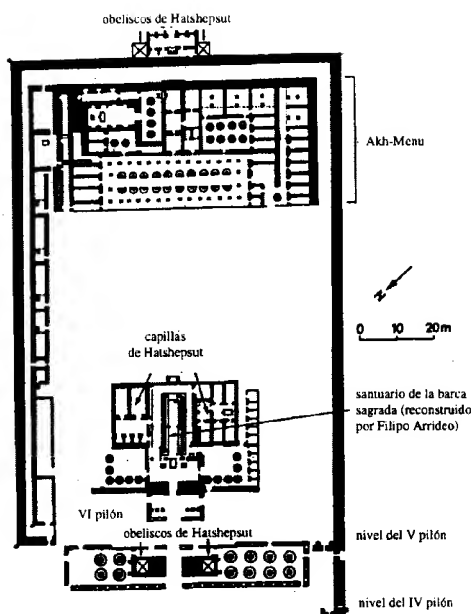 obeliscos de Hatshepsut
Akh-Menu
N
0 10 20m
capillas
de Hatshepsut
santuario de la barca
sagrada (reconstruido
por Filipo Arrideo)
VI pilón
obeliscos de Hatshepsut
nivel del V pilón
nivel del IV pilón